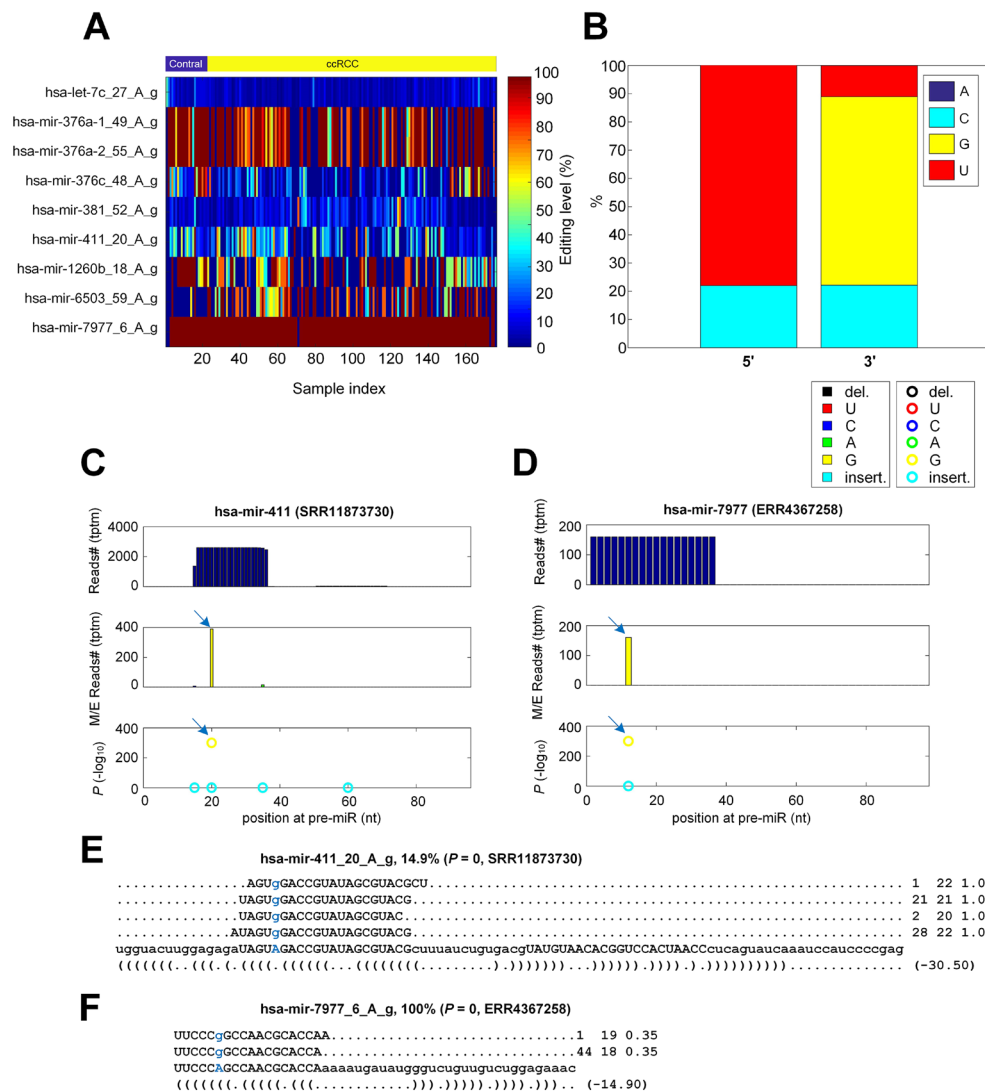 A
Contral
ccRCC
hsa-let-7c_27_A_g
hsa-mir-376a-1_49_A_g
hsa-mir-376a-2_55_A_g
hsa-mir-376c_48_A_g
hsa-mir-381_52_A_g
hsa-mir-411_20_A_g
hsa-mir-1260b_18_A_g
hsa-mir-6503_59_A_g
hsa-mir-7977_6_A_g
20 40 60 80 100 120 140 160
Sample index
100
90
80
70
60
50
40
30
20
10
0
Editing level (%)
B
100
90
80
70
60
50
40
30
20
10
0
%
5' 3'
A
C
G
U
del.
U
C
A
G
insert.
del.
U
C
A
G
insert.
C
hsa-mir-411 (SRR11873730)
Reads# (tptm)
4000
2000
0
M/E Reads# (tptm)
400
200
0
P (-log10)
400
200
0
0 20 40 60 80
position at pre-miR (nt)
D
hsa-mir-7977 (ERR4367258)
Reads# (tptm)
200
100
0
M/E Reads# (tptm)
200
100
0
P (-log10)
400
200
0
0 20 40 60 80
position at pre-miR (nt)
E
hsa-mir-411_20_A_g, 14.9% (P = 0, SRR11873730)
................AGUgGACCGUAUAGCGUACGCU.......................................................... 1 22 1.0
...............UAGUgGACCGUAUAGCGUACG............................................................ 21 21 1.0
...............UAGUgGACCGUAUAGCGUAC............................................................. 2 20 1.0
..............AUAGUgGACCGUAUAGCGUACG............................................................ 28 22 1.0
ugguacuuggagagaUAGUAGACCGUAUAGCGUACGcuuuaucugugacgUAUGUAACACGGUCCACUAACCcucaguaucaaauccauccccgag
(((((((..(((.(((.((((.(((((...(((((((((........).)))))))).))))))))).))))))).)))))))))).............. (-30.50)
F
hsa-mir-7977_6_A_g, 100% (P = 0, ERR4367258)
UUCCCgGCCAACGCACCAA............................. 1 19 0.35
UUCCCgGCCAACGCACCA.............................. 44 18 0.35
UUCCCAGCCAACGCACCAaaaaugauaugggucuguugucuggagaaac
(((((((.((((((.(((................))).)))).)).))))))).. (-14.90)